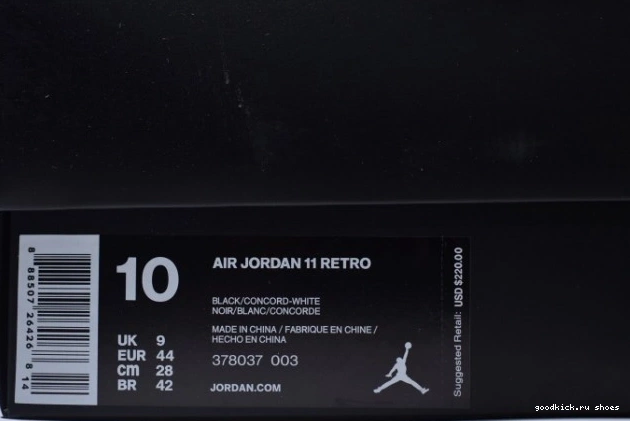 8 88507 26426 8 14
10
UK 9
EUR 44
cm 28
BR 42
AIR JORDAN 11 RETRO
BLACK/CONCORD-WHITE
NOIR/BLANC/CONCORDE
MADE IN CHINA / FABRIQUE EN CHINE /
HECHO EN CHINA
378037 003
JORDAN.COM
Suggested Retail: USD $220.00
goodkick.ru shoes